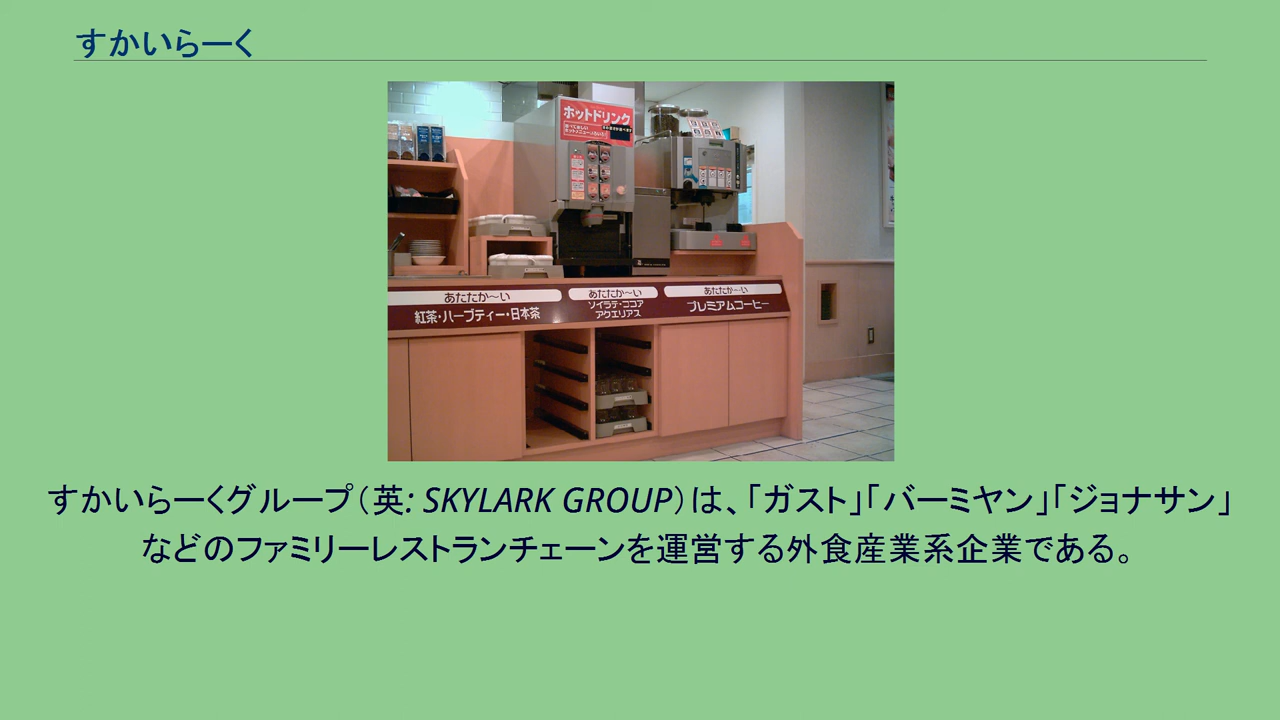 すかいらーく
ホットドリンク
あたたか～い
紅茶・ハーブティー・日本茶
あたたか～い
ソイラテ・ココア
アクエリアス
あたたか～い
プレミアムコーヒー
すかいらーくグループ（英: SKYLARK GROUP）は、「ガスト」「バーミヤン」「ジョナサン」
などのファミリーレストランチェーンを運営する外食産業系企業である。